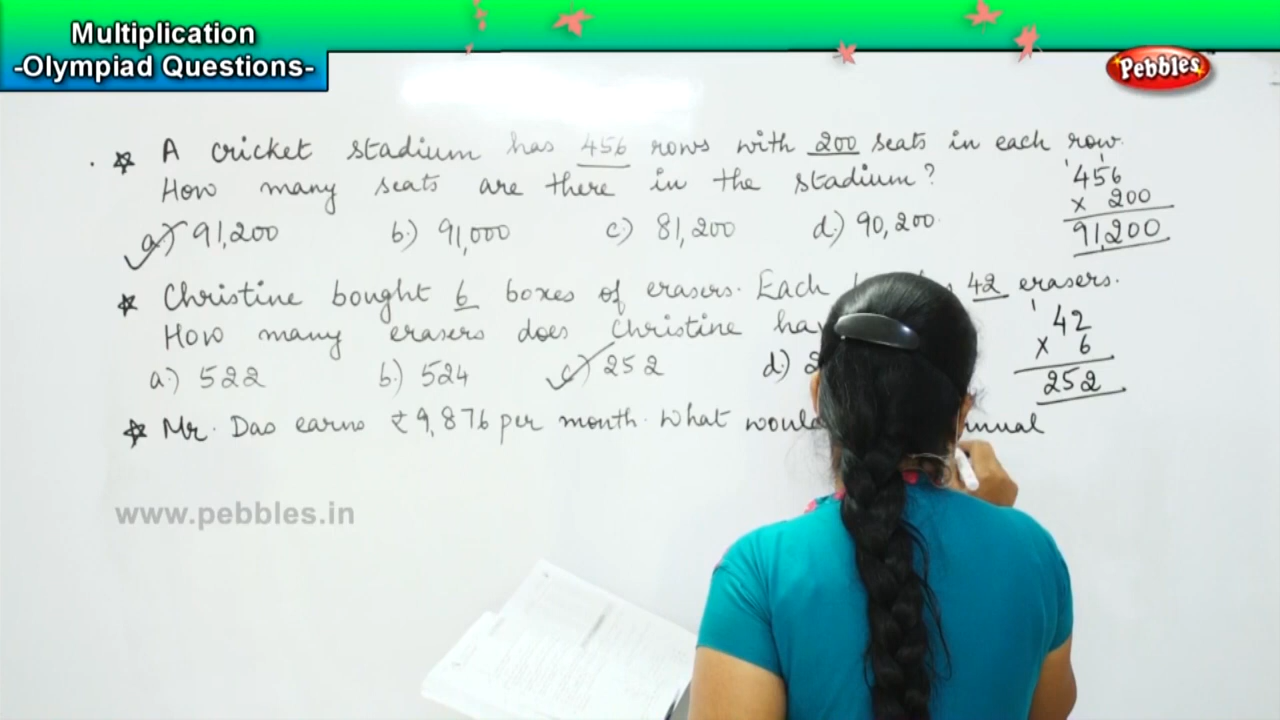 Multiplication
-Olympiad Questions-
Pebbles
☆ A cricket stadium has 456 rows with 200 seats in each row.
How many seats are there in the stadium?
456
× 200
91,200
a.) 91,200 b.) 91,000 c.) 81,200 d.) 90,200
☆ Christine bought 6 boxes of erasers. Each 42 erasers.
How many erasers does Christine
42
× 6
252
a.) 522 b.) 524 c.) 252 d.)
☆ Mr. Das earns ₹9,876 per month. What would
www.pebbles.in